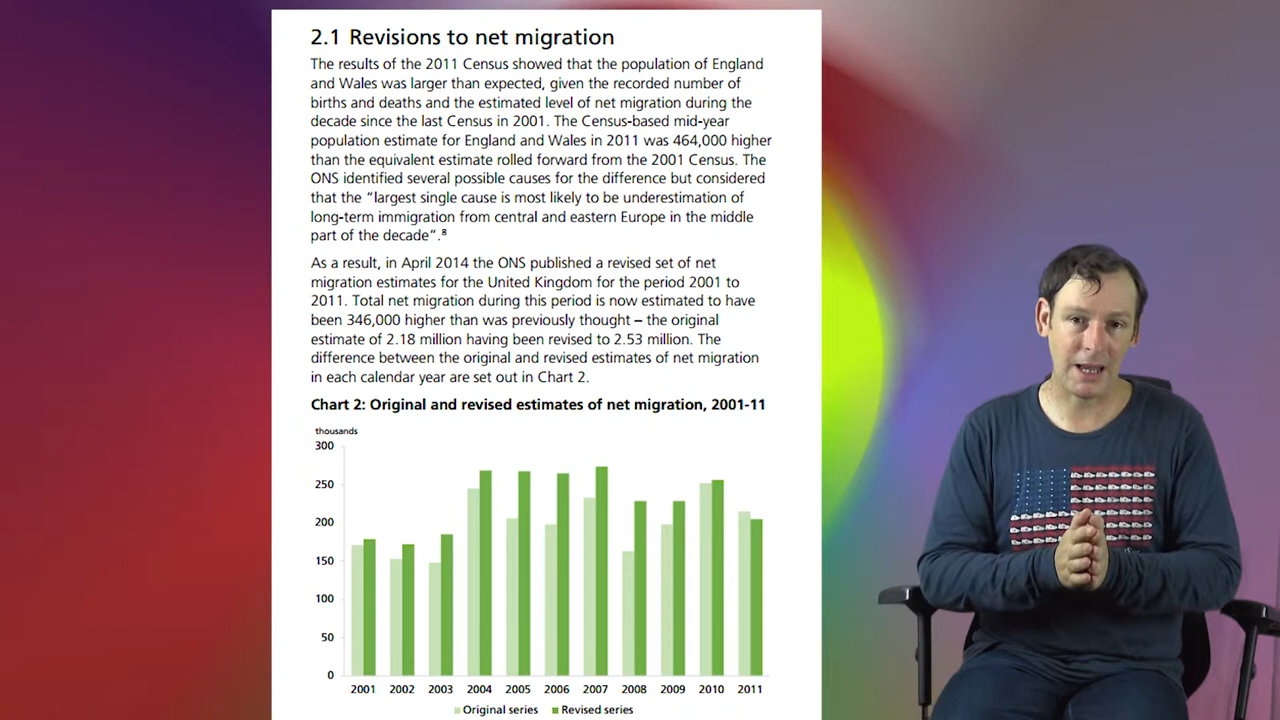 2.1 Revisions to net migration
The results of the 2011 Census showed that the population of England
and Wales was larger than expected, given the recorded number of
births and deaths and the estimated level of net migration during the
decade since the last Census in 2001. The Census-based mid-year
population estimate for England and Wales in 2011 was 464,000 higher
than the equivalent estimate rolled forward from the 2001 Census. The
ONS identified several possible causes for the difference but considered
that the “largest single cause is most likely to be underestimation of
long-term immigration from central and eastern Europe in the middle
part of the decade”.⁸
As a result, in April 2014 the ONS published a revised set of net
migration estimates for the United Kingdom for the period 2001 to
2011. Total net migration during this period is now estimated to have
been 346,000 higher than was previously thought – the original
estimate of 2.18 million having been revised to 2.53 million. The
difference between the original and revised estimates of net migration
in each calendar year are set out in Chart 2.
Chart 2: Original and revised estimates of net migration, 2001-11
thousands
300
250
200
150
100
50
0
2001 2002 2003 2004 2005 2006 2007 2008 2009 2010 2011
Original series Revised series